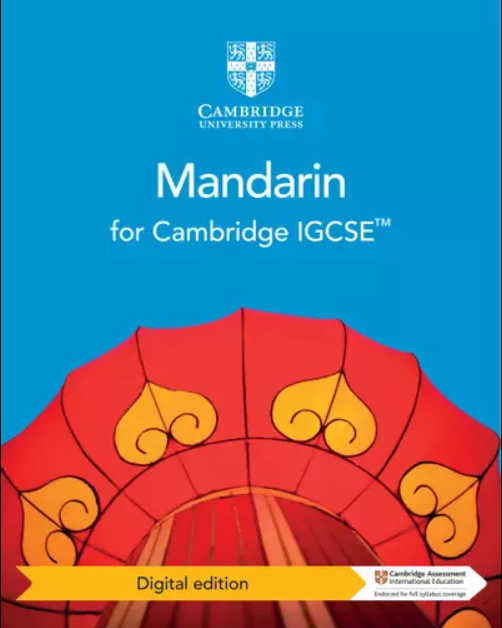 CAMBRIDGE
UNIVERSITY PRESS
Mandarin
for Cambridge IGCSE™
Digital edition
Cambridge Assessment
International Education
Endorsed for full syllabus coverage